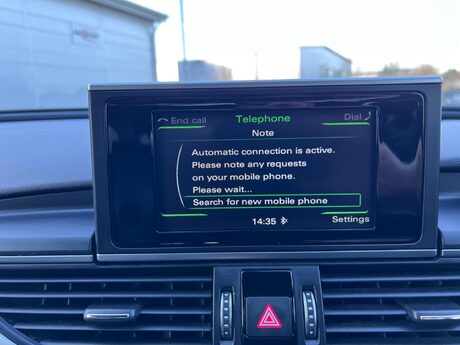 End call
Telephone
Dial
Note
Automatic connection is active.
Please note any requests
on your mobile phone.
Please wait...
Search for new mobile phone
14:35
Settings